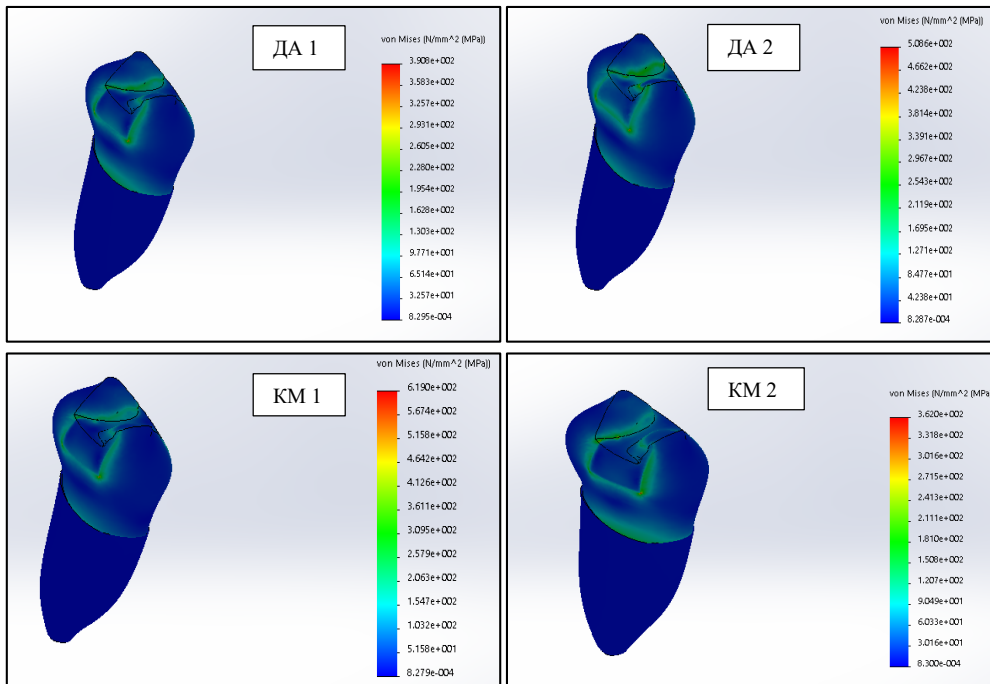 ДА 1
von Mises (N/mm^2 (MPa))
3.908e+002
3.583e+002
3.257e+002
2.931e+002
2.605e+002
2.280e+002
1.954e+002
1.628e+002
1.303e+002
9.771e+001
6.514e+001
3.257e+001
8.295e-004
ДА 2
von Mises (N/mm^2 (MPa))
5.086e+002
4.662e+002
4.238e+002
3.814e+002
3.391e+002
2.967e+002
2.543e+002
2.119e+002
1.695e+002
1.271e+002
8.477e+001
4.238e+001
8.287e-004
КМ 1
von Mises (N/mm^2 (MPa))
6.190e+002
5.674e+002
5.158e+002
4.642e+002
4.126e+002
3.611e+002
3.095e+002
2.579e+002
2.063e+002
1.547e+002
1.032e+002
5.158e+001
8.279e-004
КМ 2
von Mises (N/mm^2 (MPa
3.620e+002
3.318e+002
3.016e+002
2.715e+002
2.413e+002
2.111e+002
1.810e+002
1.508e+002
1.207e+002
9.049e+001
6.033e+001
3.016e+001
8.300e-004